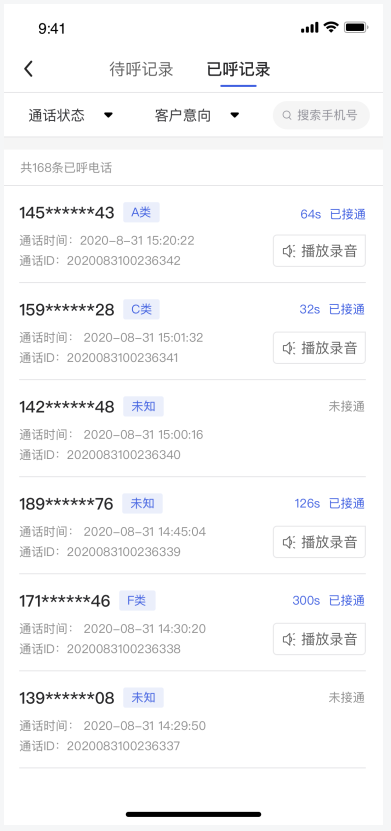 9:41
待呼记录 已呼记录
通话状态 客户意向 搜索手机号
共168条已呼电话
145******43 A类 64s 已接通
通话时间：2020-8-31 15:20:22
播放录音
通话ID：2020083100236342
159******28 C类 32s 已接通
通话时间： 2020-08-31 15:01:32
播放录音
通话ID：2020083100236341
142******48 未知 未接通
通话时间： 2020-08-31 15:00:16
通话ID：2020083100236340
189******76 未知 126s 已接通
通话时间： 2020-08-31 14:45:04
播放录音
通话ID：2020083100236339
171******46 F类 300s 已接通
通话时间： 2020-08-31 14:30:20
播放录音
通话ID：2020083100236338
139******08 未知 未接通
通话时间： 2020-08-31 14:29:50
通话ID：2020083100236337